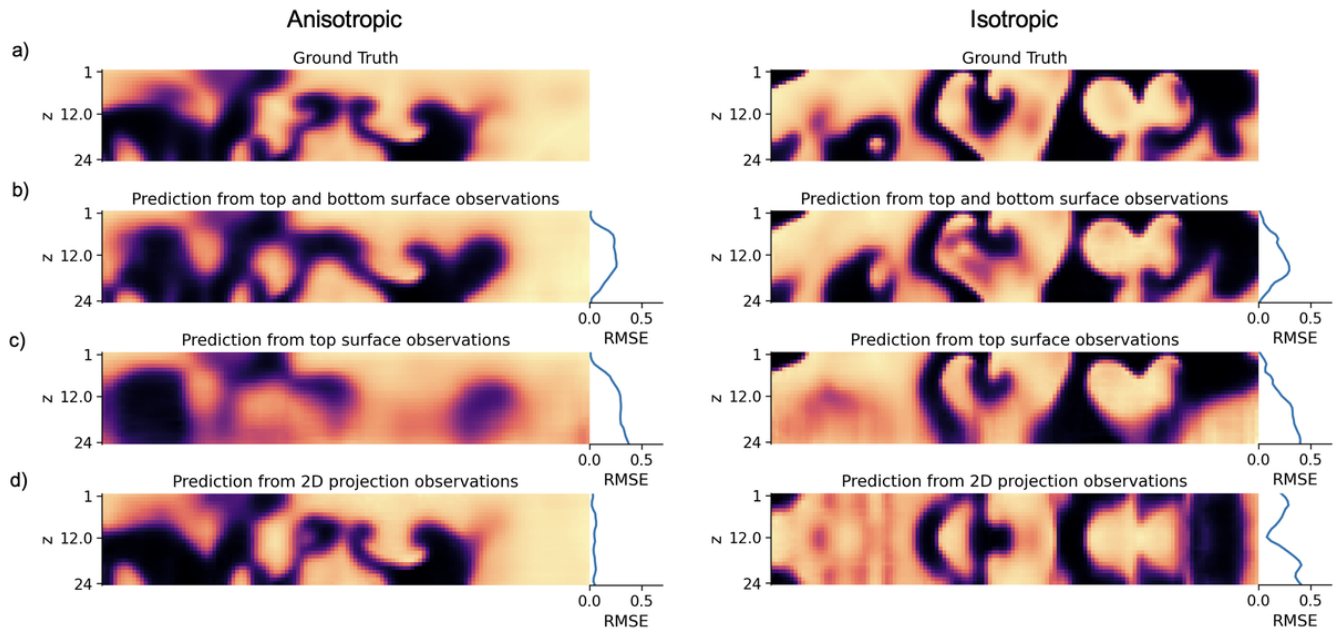 Anisotropic
Isotropic
a)
Ground Truth
Ground Truth
1
z 12.0
24
1
z 12.0
24
b)
Prediction from top and bottom surface observations
Prediction from top and bottom surface observations
1
z 12.0
24
0.0 0.5
RMSE
1
z 12.0
24
0.0 0.5
RMSE
c)
Prediction from top surface observations
Prediction from top surface observations
1
z 12.0
24
0.0 0.5
RMSE
1
z 12.0
24
0.0 0.5
RMSE
d)
Prediction from 2D projection observations
Prediction from 2D projection observations
1
z 12.0
24
0.0 0.5
RMSE
1
z 12.0
24
0.0 0.5
RMSE